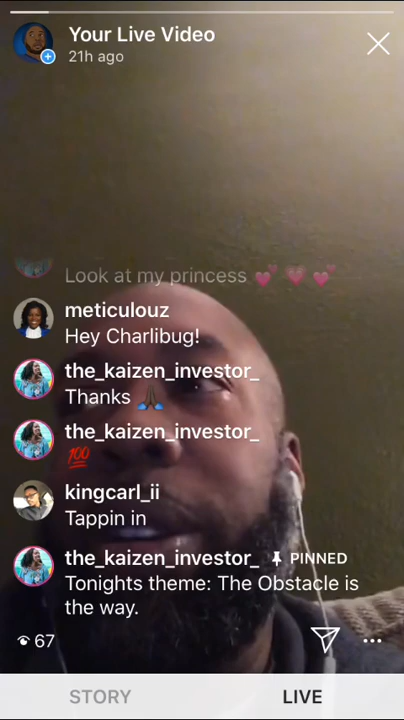 Your Live Video
21h ago
Look at my princess 💕 💗 💕
meticulouz
Hey Charlibug!
the_kaizen_investor_
Thanks 🙏🏿
the_kaizen_investor_
💯
kingcarl_ii
Tappin in
the_kaizen_investor_ PINNED
Tonights theme: The Obstacle is
the way.
67
STORY LIVE